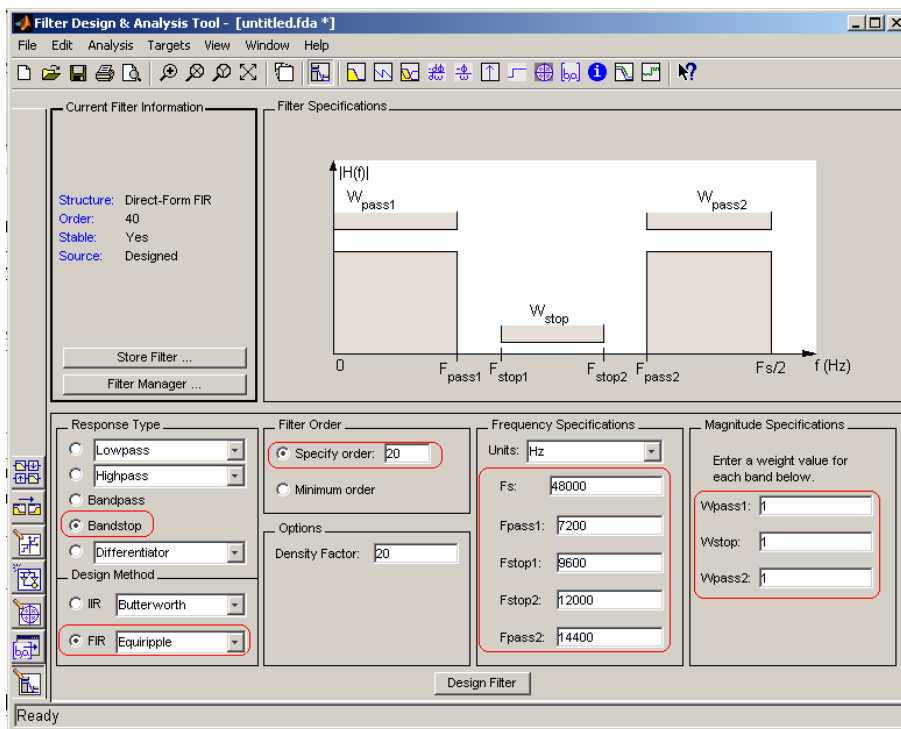 Filter Design & Analysis Tool - [untitled.fda *]
File Edit Analysis Targets View Window Help
Current Filter Information
Structure: Direct-Form FIR
Order: 40
Stable: Yes
Source: Designed
Store Filter ...
Filter Manager ...
Filter Specifications
|H(f)|
Wpass1
Wpass2
Wstop
0 Fpass1 Fstop1 Fstop2 Fpass2 Fs/2 f (Hz)
Response Type
Lowpass
Highpass
Bandpass
Bandstop
Differentiator
Design Method
IIR Butterworth
FIR Equiripple
Filter Order
Specify order: 20
Minimum order
Options
Density Factor: 20
Frequency Specifications
Units: Hz
Fs: 48000
Fpass1: 7200
Fstop1: 9600
Fstop2: 12000
Fpass2: 14400
Magnitude Specifications
Enter a weight value for
each band below.
Wpass1: 1
Wstop: 1
Wpass2: 1
Design Filter
Ready